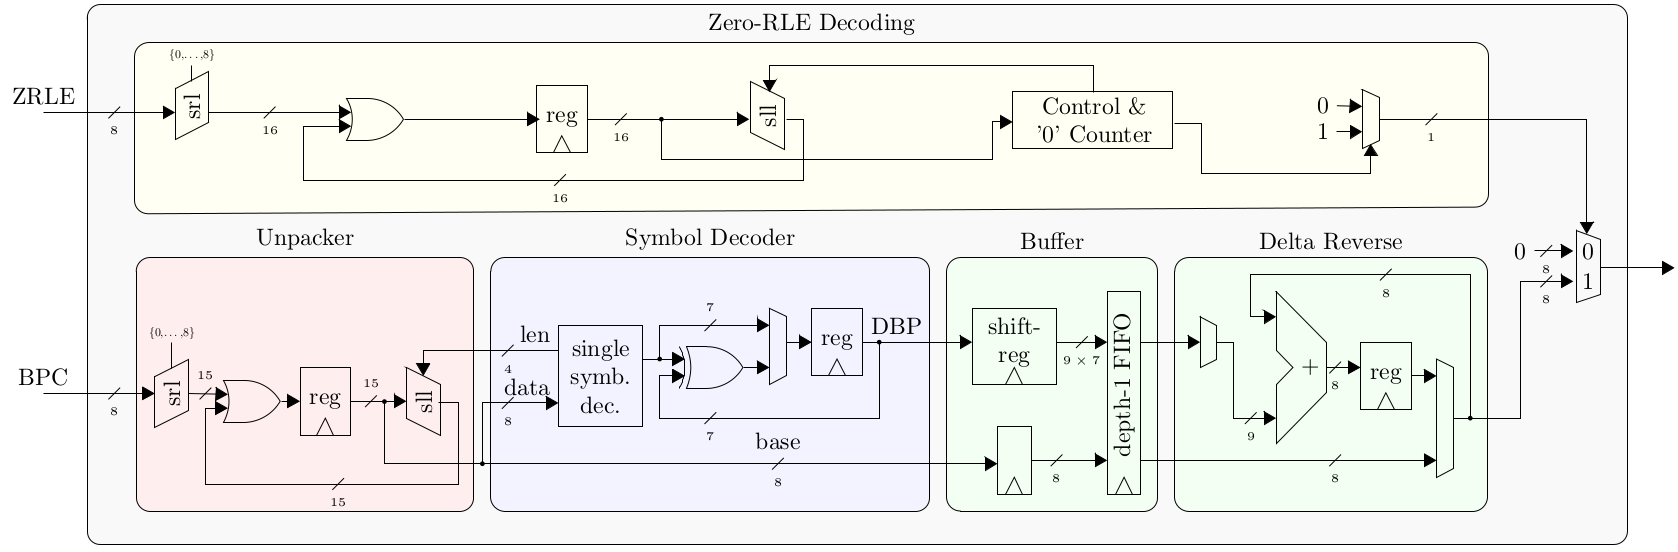 Zero-RLE Decoding
{0,...,8}
ZRLE
8
srl
16
reg
16
sll
16
Control &
'0' Counter
0
1
1
Unpacker
Symbol Decoder
Buffer
Delta Reverse
0
8
0
8
1
{0,...,8}
BPC
8
srl
15
reg
15
sll
15
len
4
data
8
single
symb.
dec.
7
7
reg
DBP
base
8
shift-
reg
9 × 7
8
depth-1 FIFO
8
9
+
8
reg
8